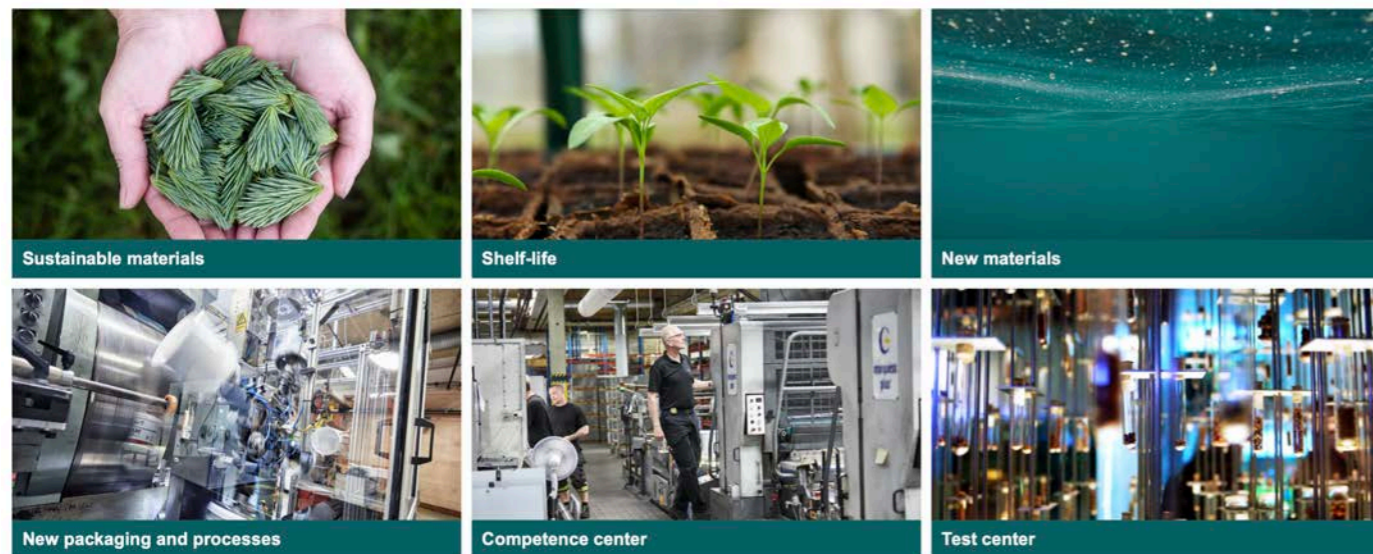 Sustainable materials
Shelf-life
New materials
New packaging and processes
Competence center
Test center